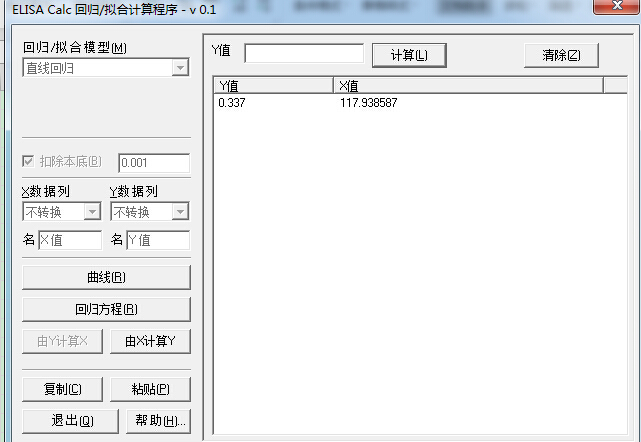 ELISA Calc 回归/拟合计算程序 - v 0.1
回归/拟合模型(M)
直线回归
扣除本底(B) 0.001
X数据列 Y数据列
不转换 不转换
名 X值 名 Y值
曲线(R)
回归方程(R)
由Y计算X 由X计算Y
复制(C) 粘贴(P)
退出(Q) 帮助(H)...
Y值 计算(L) 清除(Z)
Y值 X值
0.337 117.938587